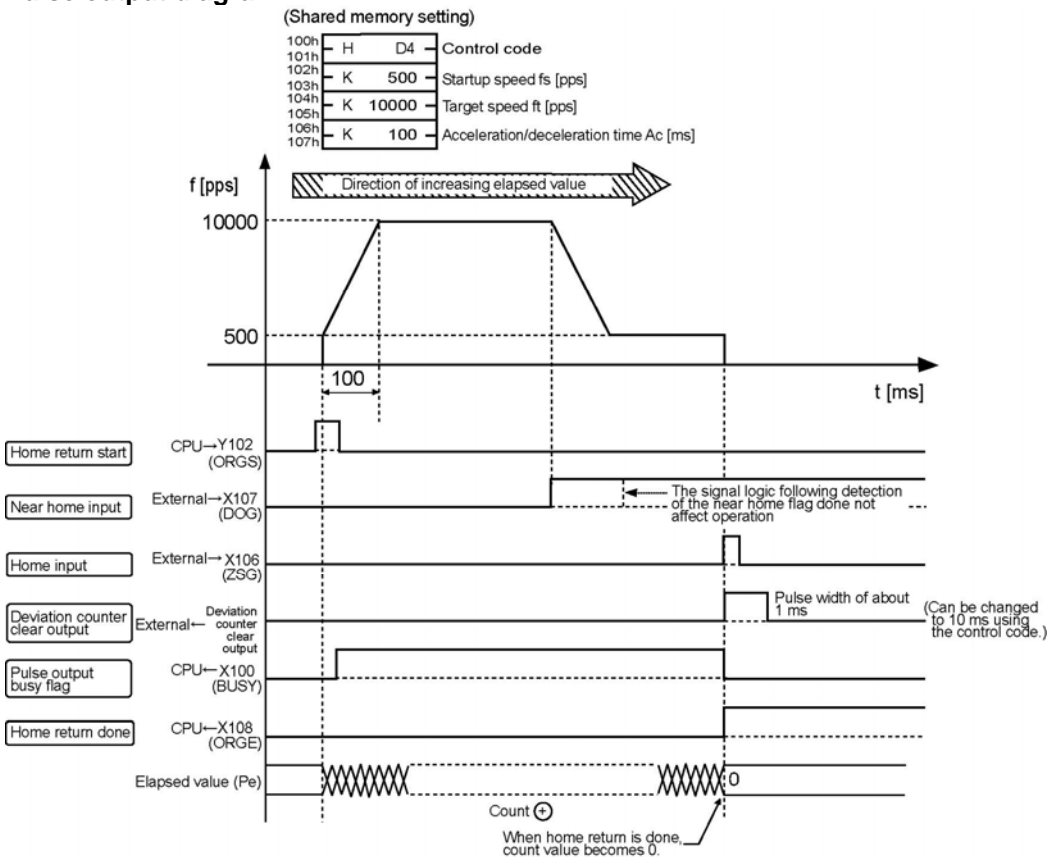 (Shared memory setting)
100h
101h
H D4 Control code
102h
103h
K 500 Startup speed fs [pps]
104h
105h
K 10000 Target speed ft [pps]
106h
107h
K 100 Acceleration/deceleration time Ac [ms]
f [pps]
Direction of increasing elapsed value
10000
500
100
t [ms]
Home return start
CPU→Y102
(ORGS)
Near home input
External→X107
(DOG)
The signal logic following detection
of the near home flag done not
affect operation
Home input
External→X106
(ZSG)
Deviation counter
clear output
External←
Deviation
counter
clear
output
Pulse width of about
1 ms
(Can be changed
to 10 ms using
the control code.)
Pulse output
busy flag
CPU←X100
(BUSY)
Home return done
CPU←X108
(ORGE)
Elapsed value (Pe)
0
Count +
When home return is done,
count value becomes 0.